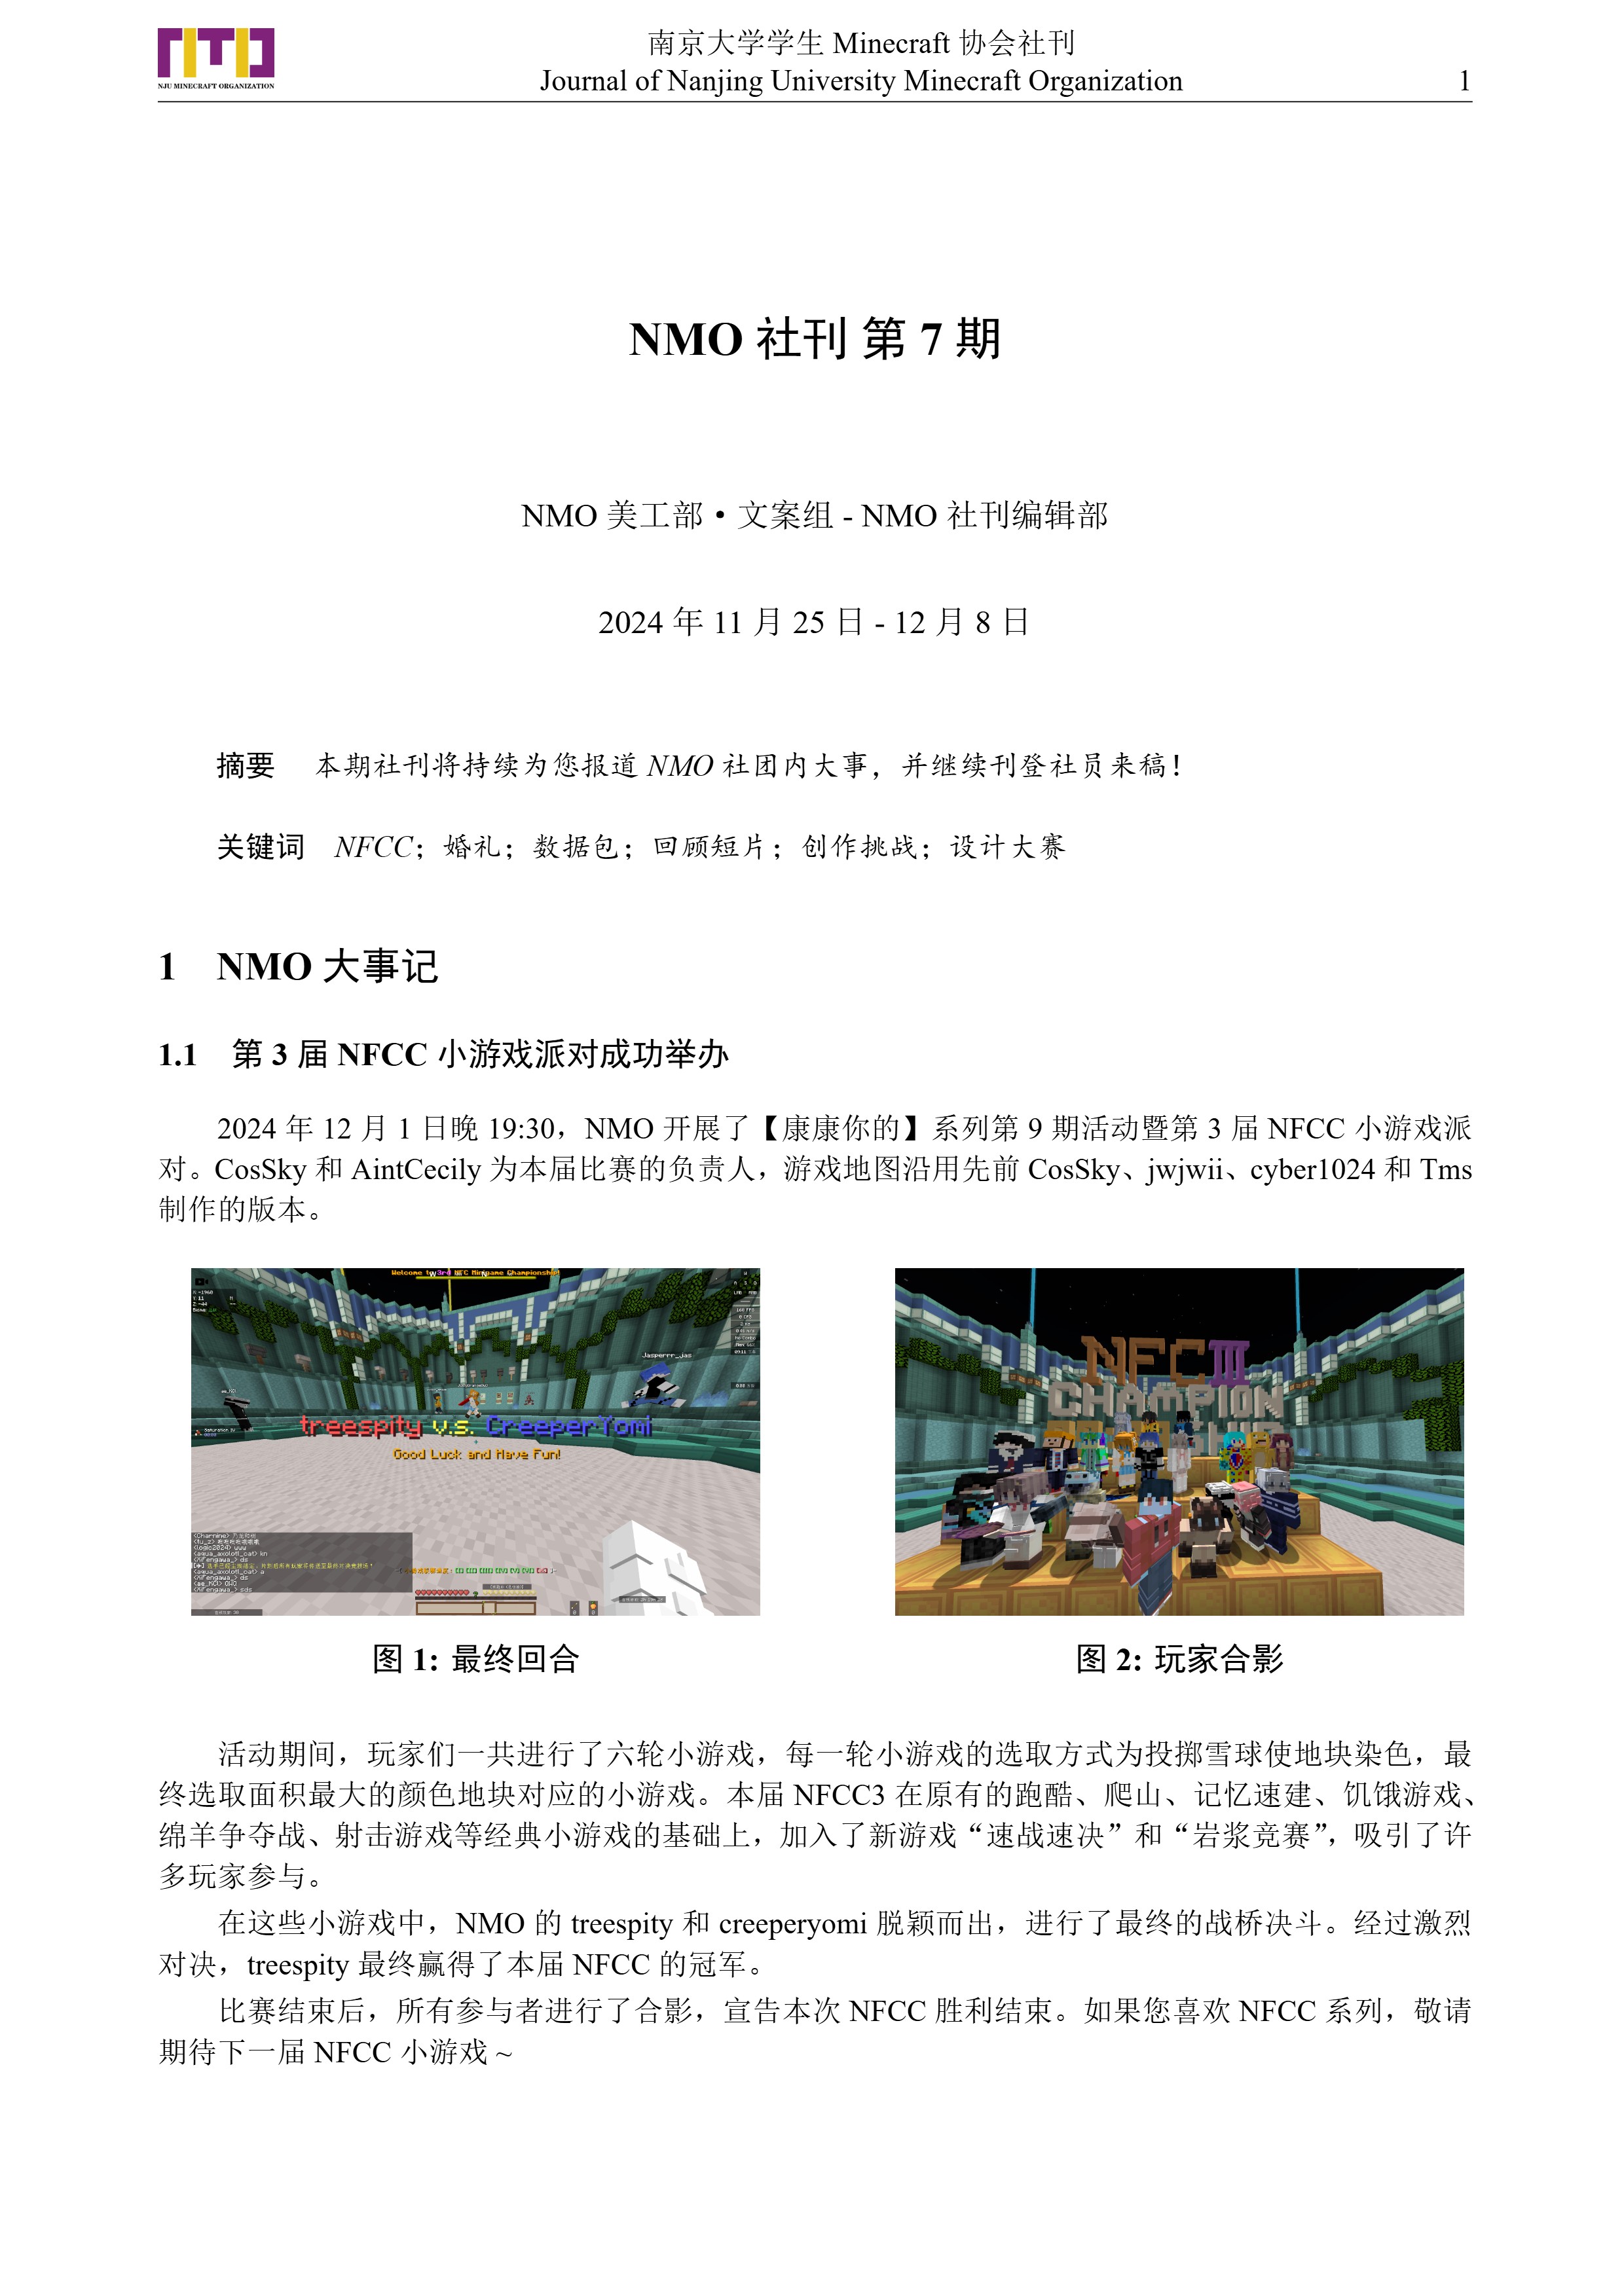 NJU MINECRAFT ORGANIZATION
南京大学学生 Minecraft 协会社刊
Journal of Nanjing University Minecraft Organization
1
NMO 社刊 第 7 期
NMO 美工部·文案组 - NMO 社刊编辑部
2024 年 11 月 25 日 - 12 月 8 日
摘要 本期社刊将持续为您报道 NMO 社团内大事，并继续刊登社员来稿！
关键词 NFCC；婚礼；数据包；回顾短片；创作挑战；设计大赛
1 NMO 大事记
1.1 第 3 届 NFCC 小游戏派对成功举办
2024 年 12 月 1 日晚 19:30，NMO 开展了【康康你的】系列第 9 期活动暨第 3 届 NFCC 小游戏派
对。CosSky 和 AintCecily 为本届比赛的负责人，游戏地图沿用先前 CosSky、jwjwii、cyber1024 和 Tms
制作的版本。
Jasperrr_jas
treespity v.s. CreeperYomi
Good Luck and Have Fun!
NFC III
CHAMPION
图 1: 最终回合
图 2: 玩家合影
活动期间，玩家们一共进行了六轮小游戏，每一轮小游戏的选取方式为投掷雪球使地块染色，最
终选取面积最大的颜色地块对应的小游戏。本届 NFCC3 在原有的跑酷、爬山、记忆速建、饥饿游戏、
绵羊争夺战、射击游戏等经典小游戏的基础上，加入了新游戏“速战速决”和“岩浆竞赛”，吸引了许
多玩家参与。
在这些小游戏中，NMO 的 treespity 和 creeperyomi 脱颖而出，进行了最终的战桥决斗。经过激烈
对决，treespity 最终赢得了本届 NFCC 的冠军。
比赛结束后，所有参与者进行了合影，宣告本次 NFCC 胜利结束。如果您喜欢 NFCC 系列，敬请
期待下一届 NFCC 小游戏 ~